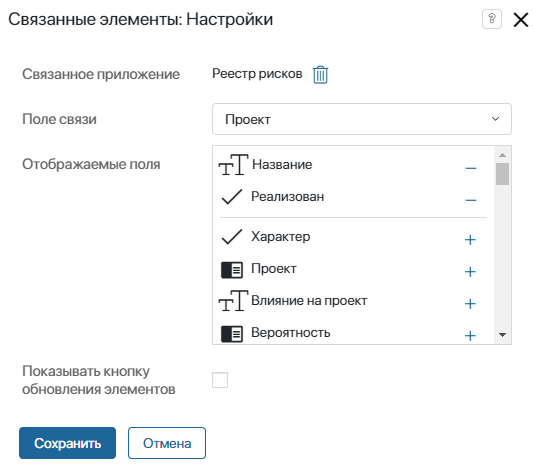 Связанные элементы: Настройки
?
Связанное приложение
Реестр рисков
Поле связи
Проект
Отображаемые поля
Название
Реализован
Характер
Проект
Влияние на проект
Вероятность
Показывать кнопку
обновления элементов
Сохранить
Отмена